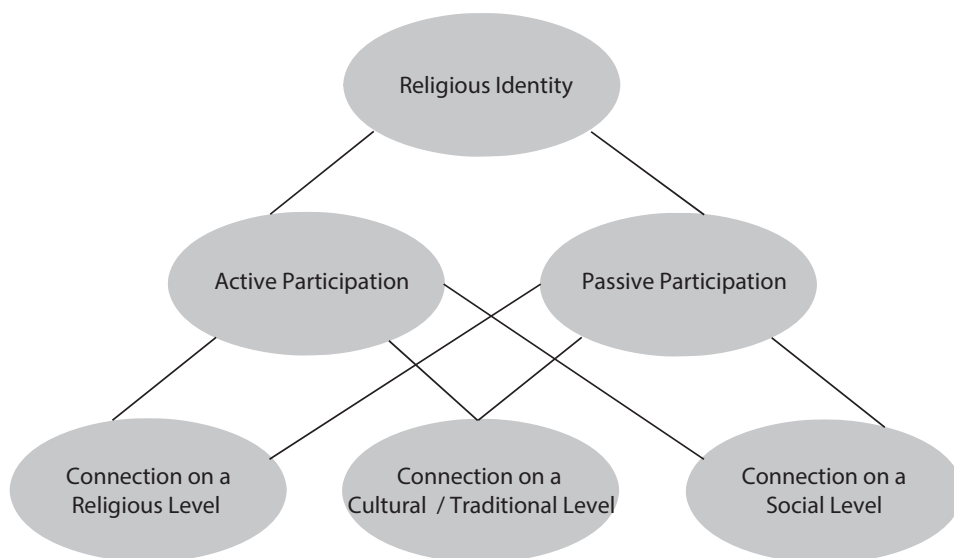 Religious Identity
Active Participation
Passive Participation
Connection on a
Religious Level
Connection on a
Cultural / Traditional Level
Connection on a
Social Level